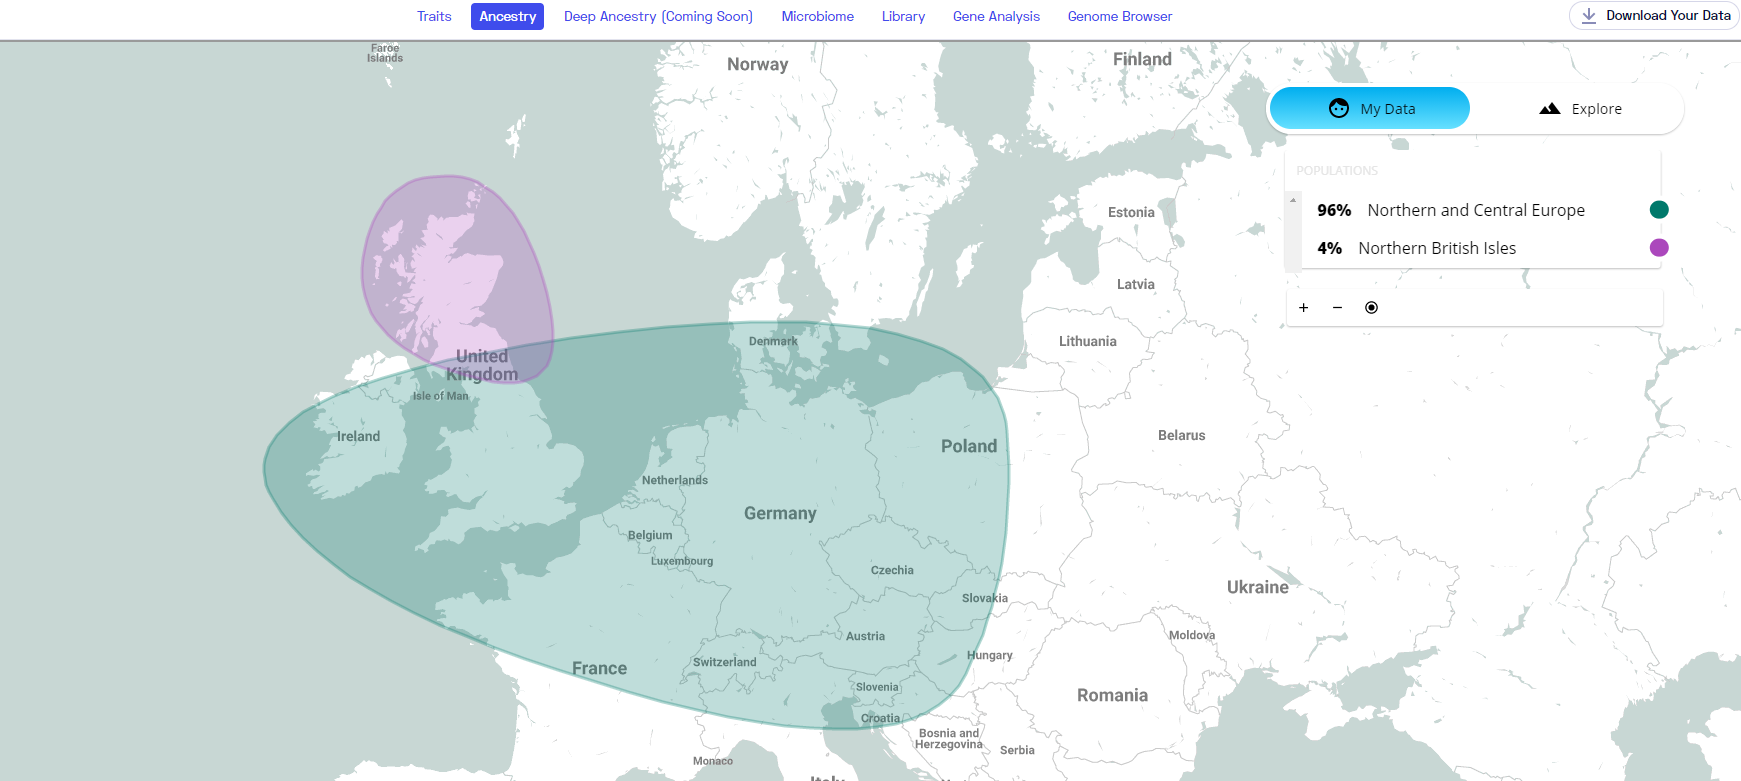 Traits
Ancestry
Deep Ancestry (Coming Soon)
Microbiome
Library
Gene Analysis
Genome Browser
Download Your Data
Faroe
Islands
Norway
Finland
My Data
Explore
POPULATIONS
96% Northern and Central Europe
4% Northern British Isles
+ −
Estonia
Latvia
Lithuania
Denmark
United
Kingdom
Isle of Man
Ireland
Belarus
Poland
Netherlands
Germany
Belgium
Luxembourg
Czechia
Ukraine
Slovakia
Austria
Moldova
Hungary
Switzerland
France
Slovenia
Romania
Croatia
Bosnia and
Herzegovina
Serbia
Monaco
Italy